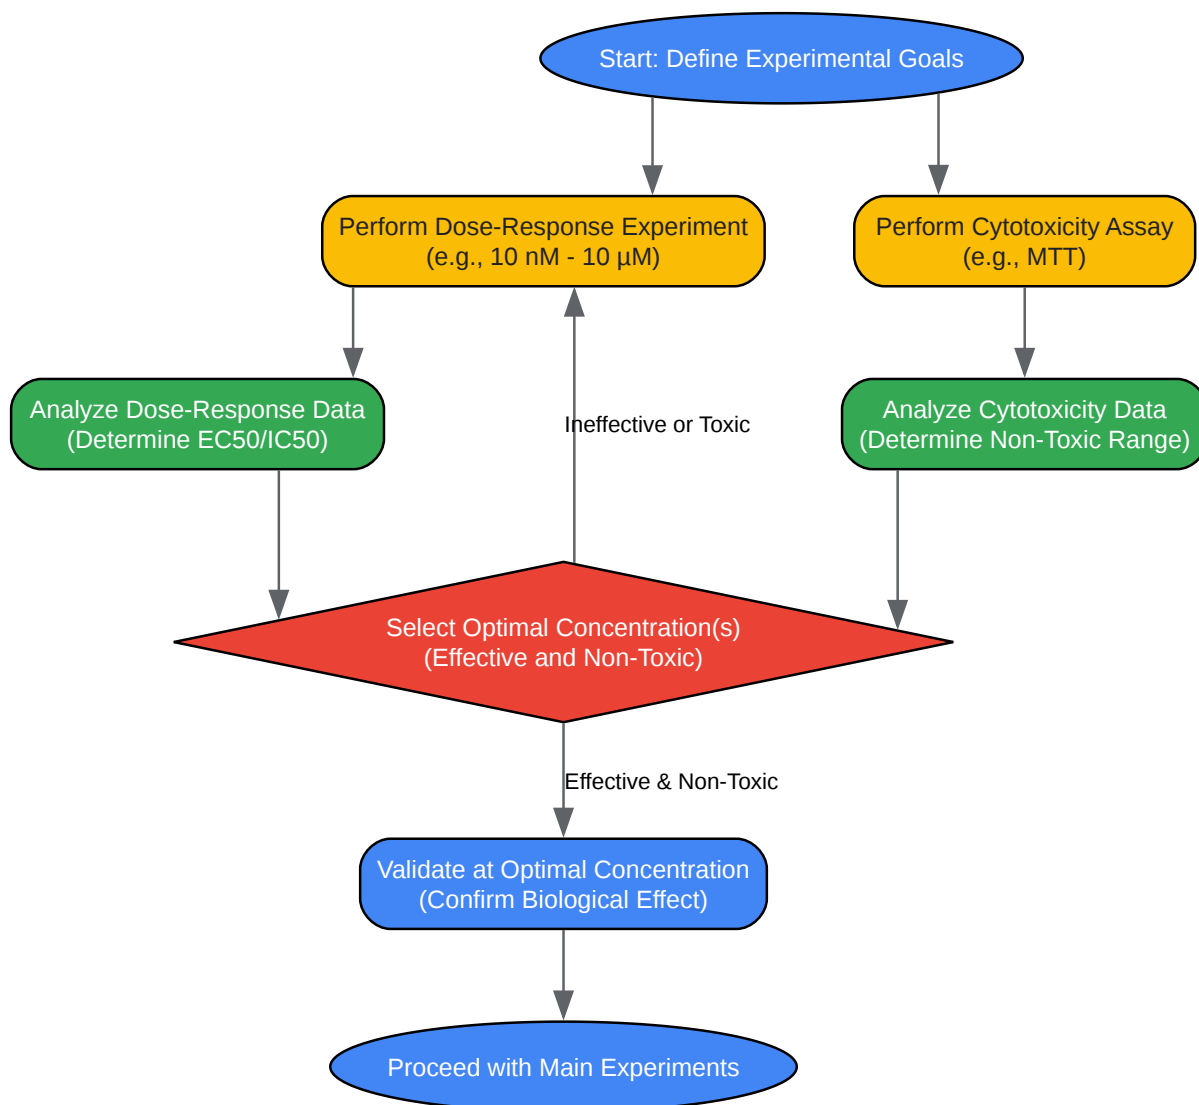 Start: Define Experimental Goals
Perform Dose-Response Experiment
(e.g., 10 nM - 10 µM)
Perform Cytotoxicity Assay
(e.g., MTT)
Analyze Dose-Response Data
(Determine EC50/IC50)
Ineffective or Toxic
Analyze Cytotoxicity Data
(Determine Non-Toxic Range)
Select Optimal Concentration(s)
(Effective and Non-Toxic)
Effective & Non-Toxic
Validate at Optimal Concentration
(Confirm Biological Effect)
Proceed with Main Experiments